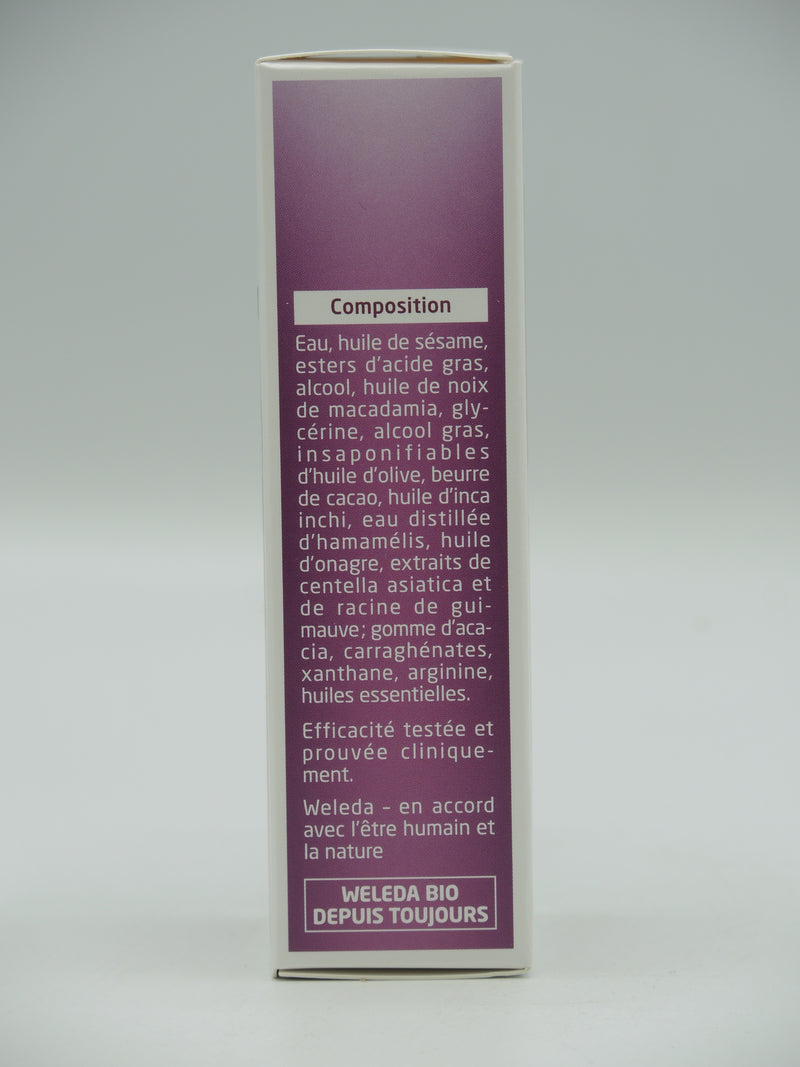 Composition
Eau, huile de sésame,
esters d'acide gras,
alcool, huile de noix
de macadamia, gly-
cérine, alcool gras,
insaponifiables
d'huile d'olive, beurre
de cacao, huile d'inca
inchi, eau distillée
d'hamamélis, huile
d'onagre, extraits de
centella asiatica et
de racine de gui-
mauve; gomme d'aca-
cia, carraghénates,
xanthane, arginine,
huiles essentielles.
Efficacité testée et
prouvée clinique-
ment.
Weleda – en accord
avec l'être humain et
la nature
WELEDA BIO
DEPUIS TOUJOURS